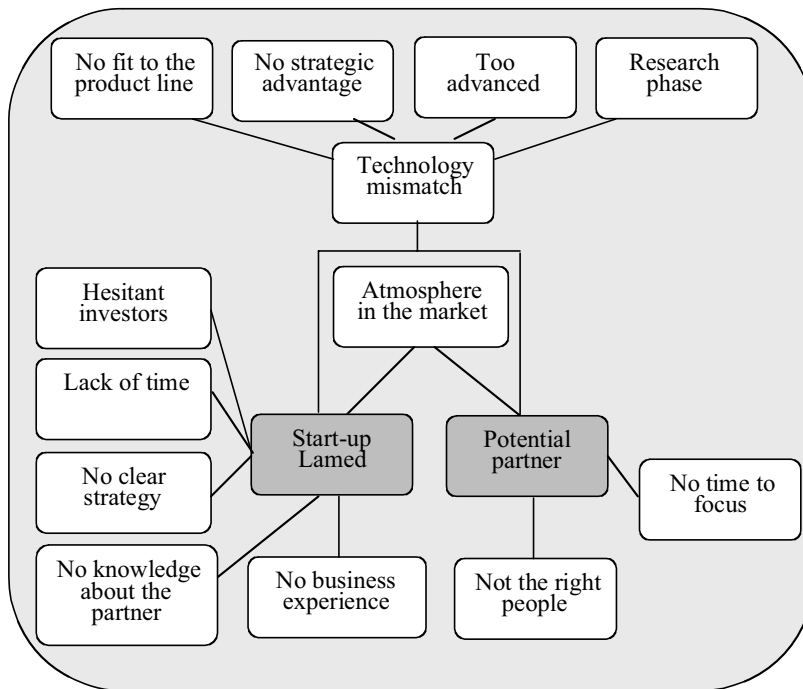 No fit to the
product line
No strategic
advantage
Too
advanced
Research
phase
Technology
mismatch
Hesitant
investors
Atmosphere
in the market
Lack of time
Start-up
Lamed
Potential
partner
No clear
strategy
No time to
focus
No knowledge
about the
partner
No business
experience
Not the right
people